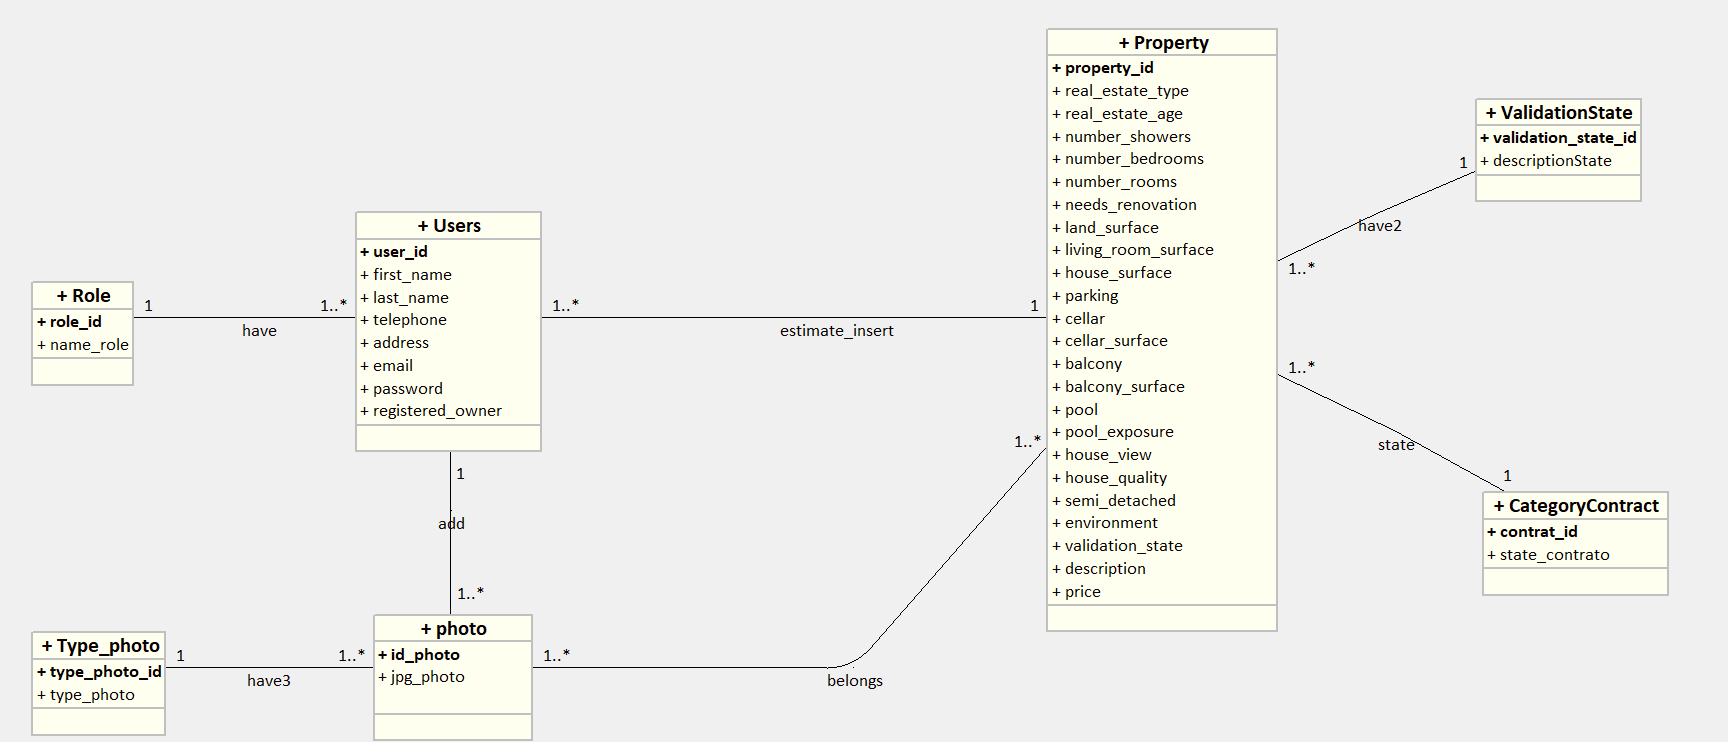 + Role
+ role_id
+ name_role
1
1..*
have
+ Users
+ user_id
+ first_name
+ last_name
+ telephone
+ address
+ email
+ password
+ registered_owner
1..*
1
estimate_insert
+ Property
+ property_id
+ real_estate_type
+ real_estate_age
+ number_showers
+ number_bedrooms
+ number_rooms
+ needs_renovation
+ land_surface
+ living_room_surface
+ house_surface
+ parking
+ cellar
+ cellar_surface
+ balcony
+ balcony_surface
+ pool
+ pool_exposure
+ house_view
+ house_quality
+ semi_detached
+ environment
+ validation_state
+ description
+ price
+ ValidationState
+ validation_state_id
+ descriptionState
1
have2
1..*
1..*
state
1
+ CategoryContract
+ contrat_id
+ state_contrato
1
add
1..*
+ Type_photo
+ type_photo_id
+ type_photo
1
1..*
have3
+ photo
+ id_photo
+ jpg_photo
1..*
belongs
1..*